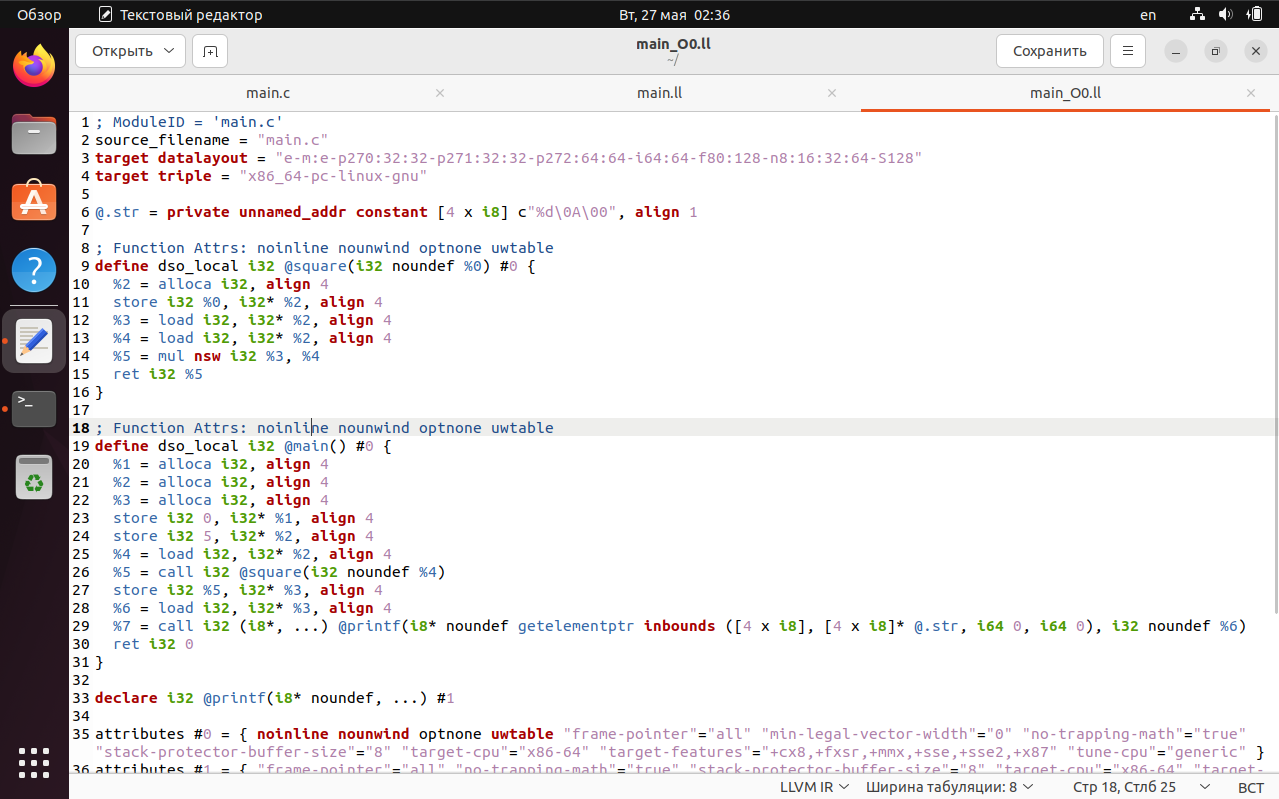 Обзор Текстовый редактор Вт, 27 мая 02:36 en
Открыть main_O0.ll Сохранить
~/
main.c main.ll main_O0.ll
1 ; ModuleID = 'main.c'
2 source_filename = "main.c"
3 target datalayout = "e-m:e-p270:32:32-p271:32:32-p272:64:64-i64:64-f80:128-n8:16:32:64-S128"
4 target triple = "x86_64-pc-linux-gnu"
5
6 @.str = private unnamed_addr constant [4 x i8] c"%d\0A\00", align 1
7
8 ; Function Attrs: noinline nounwind optnone uwtable
9 define dso_local i32 @square(i32 noundef %0) #0 {
10   %2 = alloca i32, align 4
11   store i32 %0, i32* %2, align 4
12   %3 = load i32, i32* %2, align 4
13   %4 = load i32, i32* %2, align 4
14   %5 = mul nsw i32 %3, %4
15   ret i32 %5
16 }
17
18 ; Function Attrs: noinline nounwind optnone uwtable
19 define dso_local i32 @main() #0 {
20   %1 = alloca i32, align 4
21   %2 = alloca i32, align 4
22   %3 = alloca i32, align 4
23   store i32 0, i32* %1, align 4
24   store i32 5, i32* %2, align 4
25   %4 = load i32, i32* %2, align 4
26   %5 = call i32 @square(i32 noundef %4)
27   store i32 %5, i32* %3, align 4
28   %6 = load i32, i32* %3, align 4
29   %7 = call i32 (i8*, ...) @printf(i8* noundef getelementptr inbounds ([4 x i8], [4 x i8]* @.str, i64 0, i64 0), i32 noundef %6)
30   ret i32 0
31 }
32
33 declare i32 @printf(i8* noundef, ...) #1
34
35 attributes #0 = { noinline nounwind optnone uwtable "frame-pointer"="all" "min-legal-vector-width"="0" "no-trapping-math"="true"
"stack-protector-buffer-size"="8" "target-cpu"="x86-64" "target-features"="+cx8,+fxsr,+mmx,+sse,+sse2,+x87" "tune-cpu"="generic" }
36 attributes #1 = { "frame-pointer"="all" "no-trapping-math"="true" "stack-protector-buffer-size"="8" "target-cpu"="x86-64" "target-
LLVM IR Ширина табуляции: 8 Стр 18, Стлб 25 ВСТ